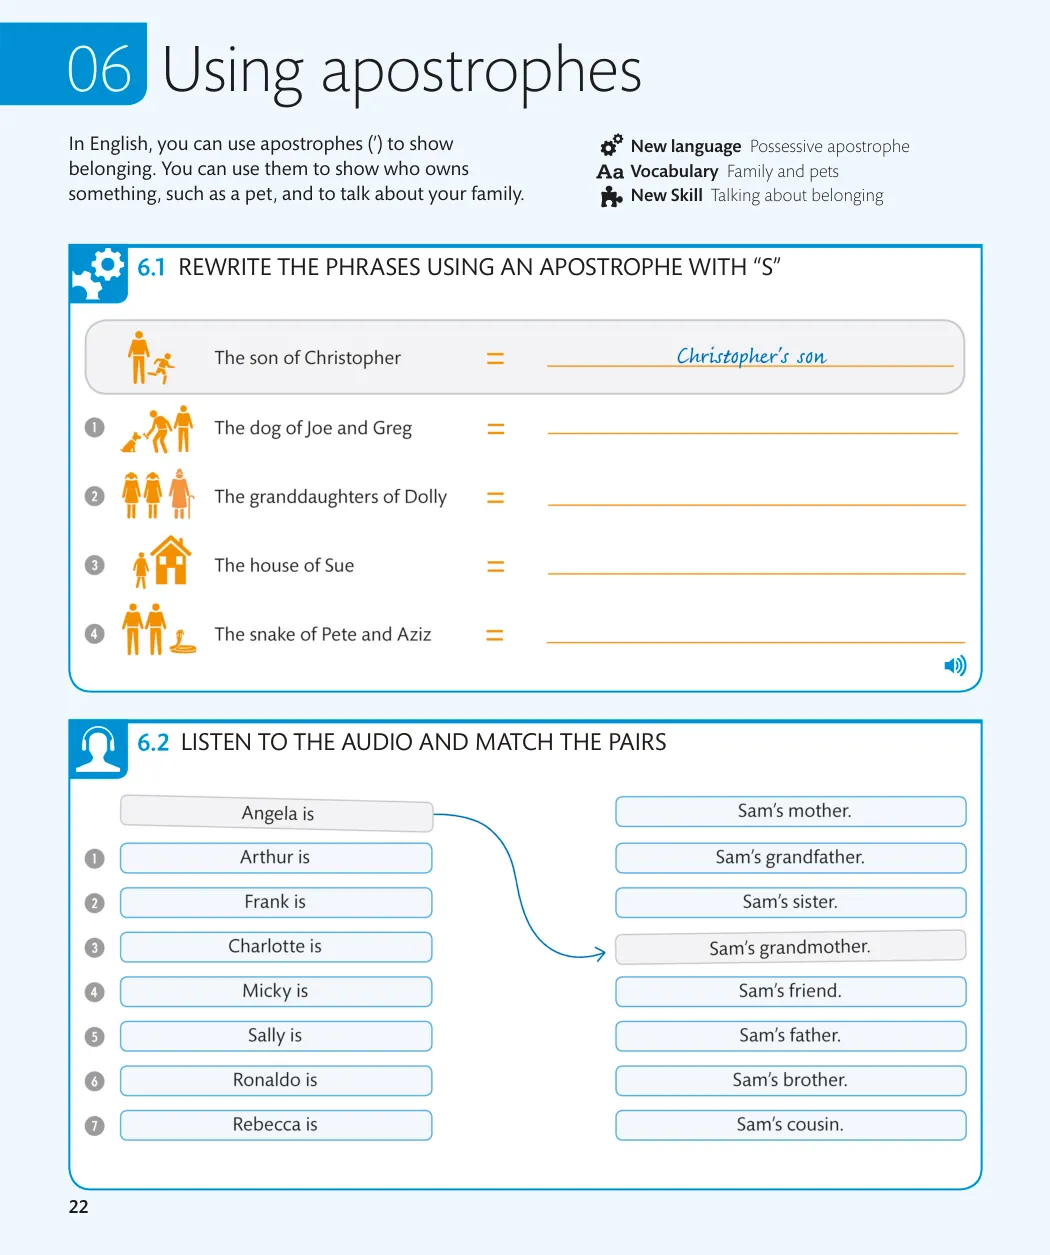 06 Using apostrophes
In English, you can use apostrophes (’) to show
belonging. You can use them to show who owns
something, such as a pet, and to talk about your family.
New language Possessive apostrophe
Aa Vocabulary Family and pets
New Skill Talking about belonging
6.1 REWRITE THE PHRASES USING AN APOSTROPHE WITH “S”
The son of Christopher = Christopher’s son
1 The dog of Joe and Greg =
2 The granddaughters of Dolly =
3 The house of Sue =
4 The snake of Pete and Aziz =
6.2 LISTEN TO THE AUDIO AND MATCH THE PAIRS
Angela is Sam’s mother.
1 Arthur is Sam’s grandfather.
2 Frank is Sam’s sister.
3 Charlotte is Sam’s grandmother.
4 Micky is Sam’s friend.
5 Sally is Sam’s father.
6 Ronaldo is Sam’s brother.
7 Rebecca is Sam’s cousin.
22